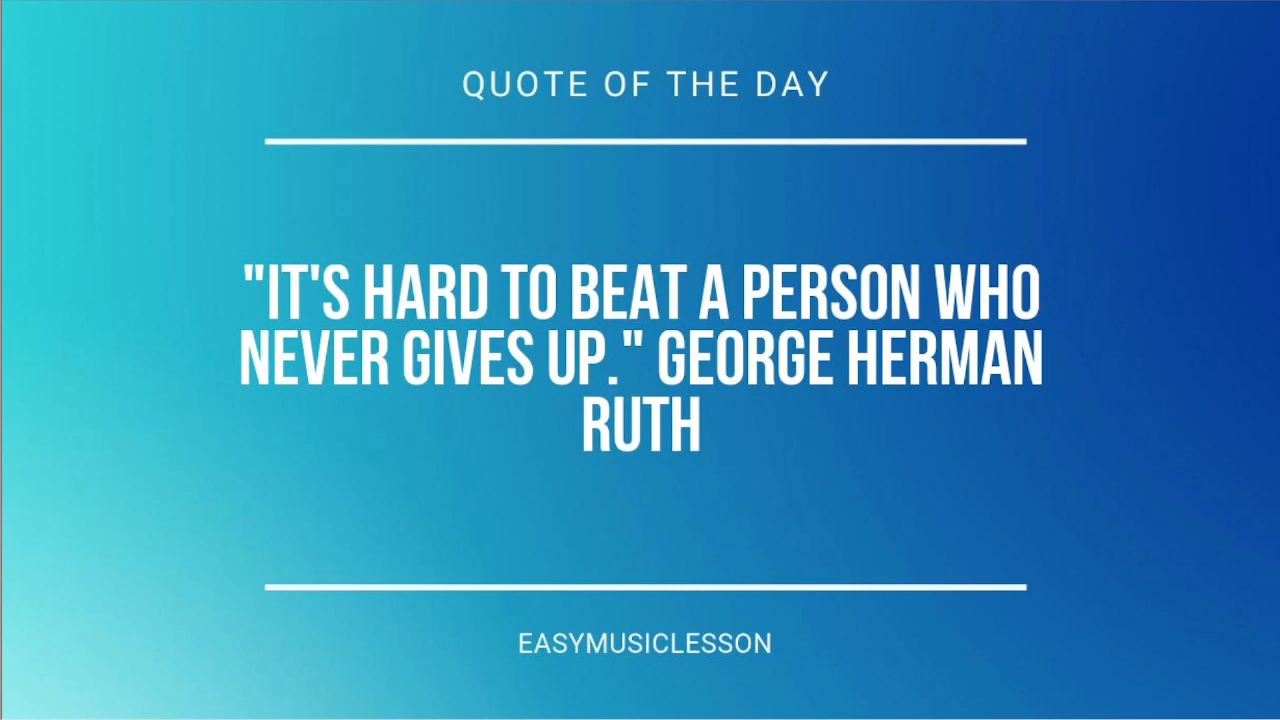 QUOTE OF THE DAY
"IT'S HARD TO BEAT A PERSON WHO
NEVER GIVES UP." GEORGE HERMAN
RUTH
EASYMUSICLESSON